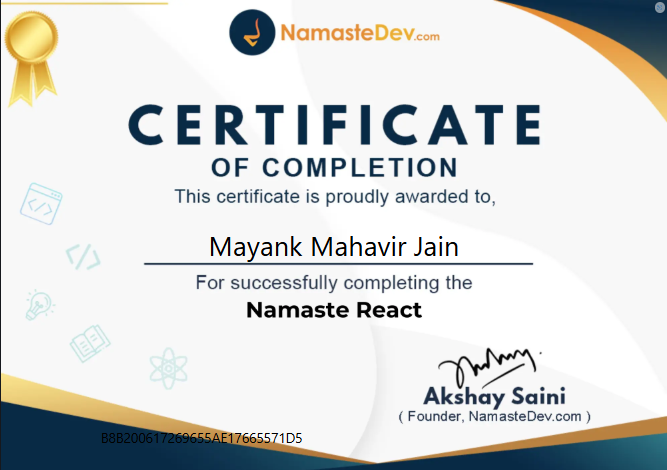 NamasteDev.com
CERTIFICATE
OF COMPLETION
This certificate is proudly awarded to,
Mayank Mahavir Jain
For successfully completing the
Namaste React
Akshay Saini
( Founder, NamasteDev.com )
B8B200617269655AE17665571D5